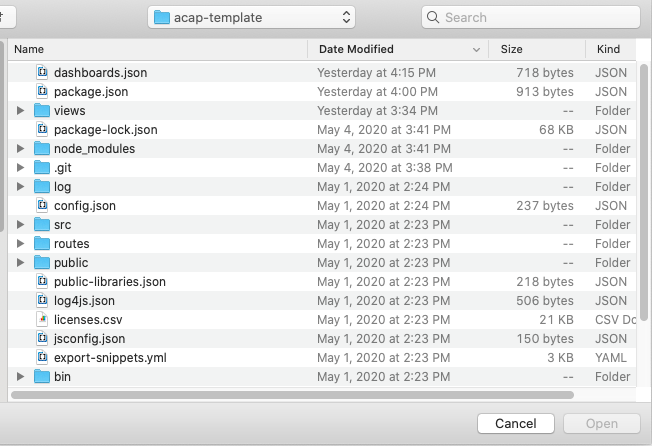 acap-template
Search
Name Date Modified Size Kind
dashboards.json Yesterday at 4:15 PM 718 bytes JSON
package.json Yesterday at 4:00 PM 913 bytes JSON
views Yesterday at 3:34 PM -- Folder
package-lock.json May 4, 2020 at 3:41 PM 68 KB JSON
node_modules May 4, 2020 at 3:41 PM -- Folder
.git May 4, 2020 at 3:38 PM -- Folder
log May 1, 2020 at 2:24 PM -- Folder
config.json May 1, 2020 at 2:24 PM 237 bytes JSON
src May 1, 2020 at 2:23 PM -- Folder
routes May 1, 2020 at 2:23 PM -- Folder
public May 1, 2020 at 2:23 PM -- Folder
public-libraries.json May 1, 2020 at 2:23 PM 218 bytes JSON
log4js.json May 1, 2020 at 2:23 PM 506 bytes JSON
licenses.csv May 1, 2020 at 2:23 PM 21 KB CSV Do
jsconfig.json May 1, 2020 at 2:23 PM 150 bytes JSON
export-snippets.yml May 1, 2020 at 2:23 PM 3 KB YAML
bin May 1, 2020 at 2:23 PM -- Folder
Cancel Open